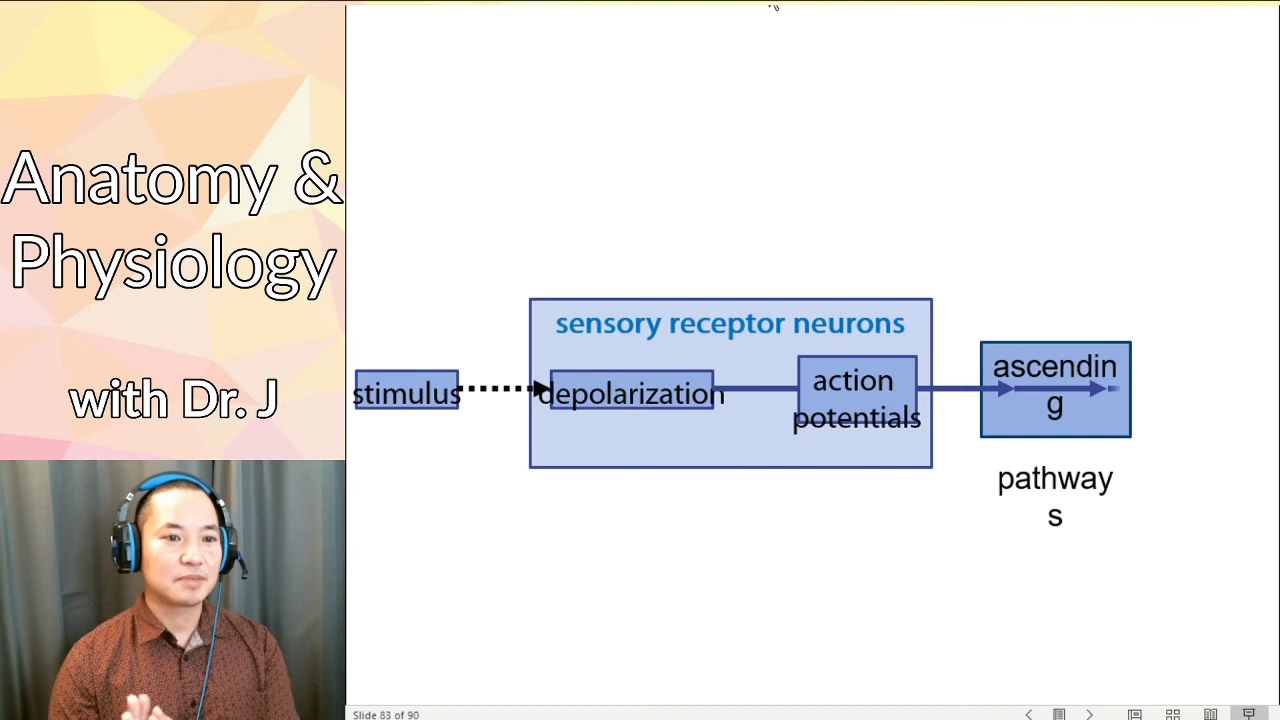 Anatomy &
Physiology
with Dr. J
sensory receptor neurons
stimulus
depolarization
action
potentials
ascendin
g
pathway
s
Slide 83 of 90